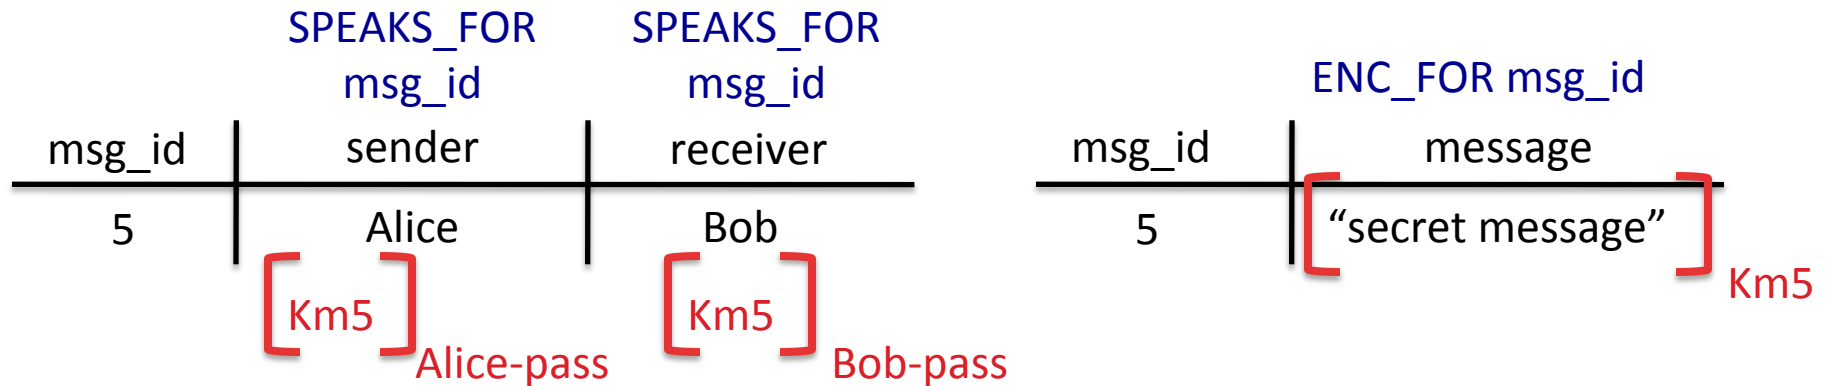 SPEAKS_FOR SPEAKS_FOR
msg_id msg_id ENC_FOR msg_id
msg_id sender receiver msg_id message
5 Alice Bob 5 “secret message”
Km5 Km5 Km5
Alice-pass Bob-pass